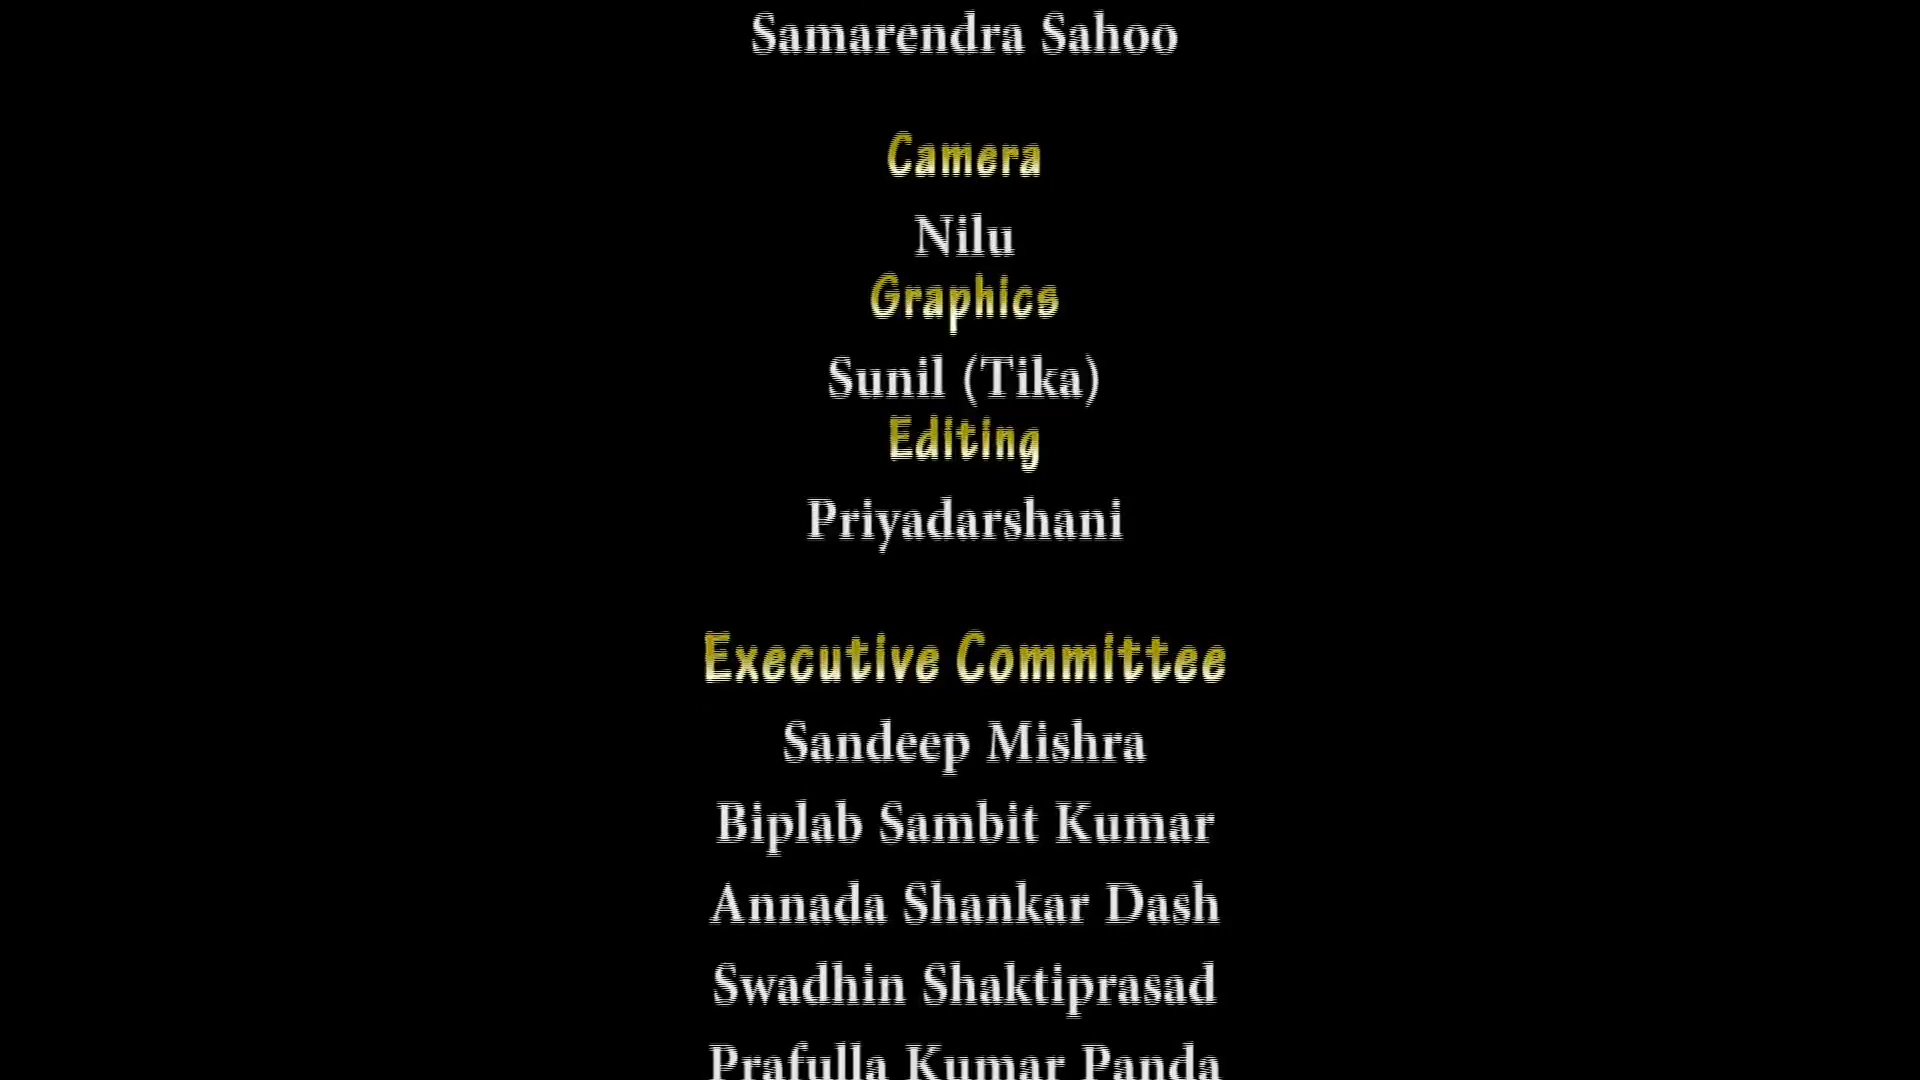 Samarendra Sahoo
Camera
Nilu
Graphics
Sunil (Tika)
Editing
Priyadarshani
Executive Committee
Sandeep Mishra
Biplab Sambit Kumar
Annada Shankar Dash
Swadhin Shaktiprasad
Prafulla Kumar Panda